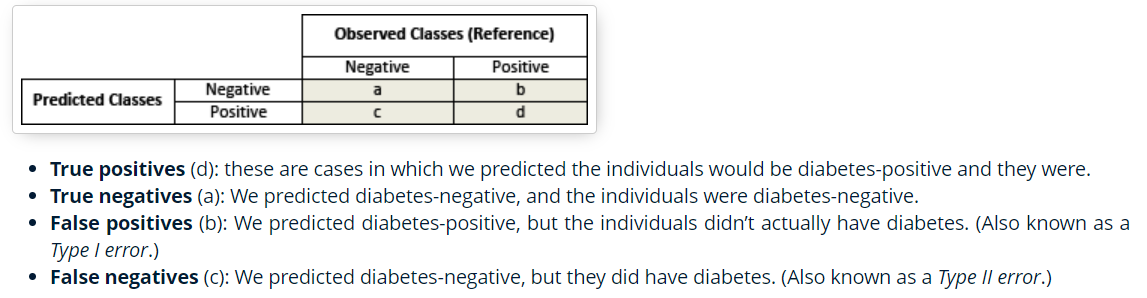 Observed Classes (Reference)
Negative Positive
Predicted Classes Negative a b
Positive c d
• True positives (d): these are cases in which we predicted the individuals would be diabetes-positive and they were.
• True negatives (a): We predicted diabetes-negative, and the individuals were diabetes-negative.
• False positives (b): We predicted diabetes-positive, but the individuals didn’t actually have diabetes. (Also known as a
Type I error.)
• False negatives (c): We predicted diabetes-negative, but they did have diabetes. (Also known as a Type II error.)